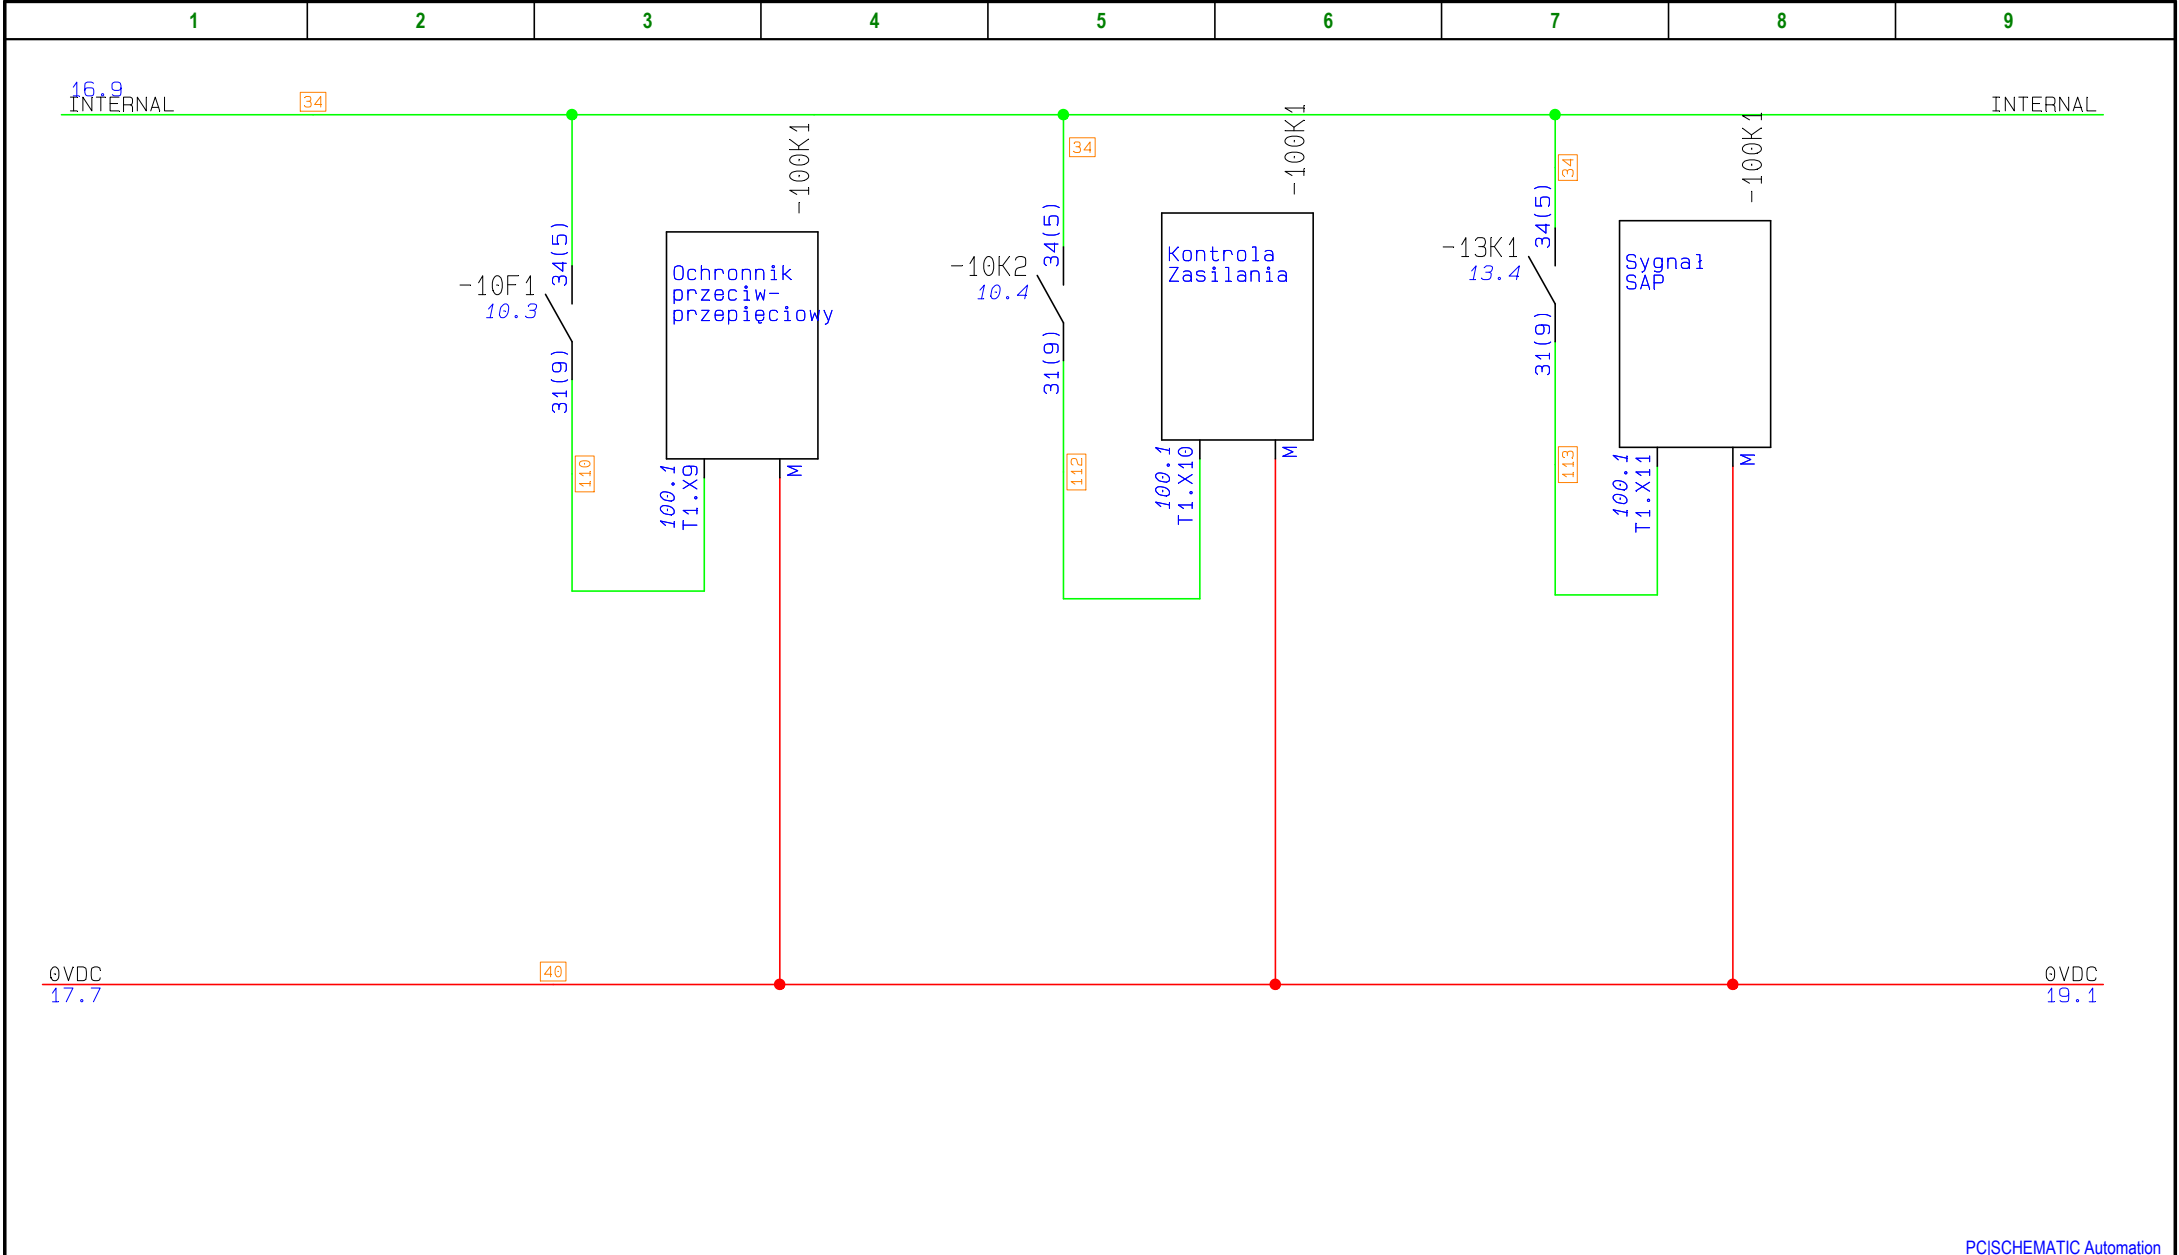 1 2 3 4 5 6 7 8 9
16.9
INTERNAL
34
INTERNAL
-100K1
-100K1
-100K1
34
34
34(5)
34(5)
34(5)
-10F1
10.3
-10K2
10.4
-13K1
13.4
Ochronnik
przeciw-
przepięciowy
Kontrola
Zasilania
Sygnał
SAP
31(9)
31(9)
31(9)
110
112
113
100.1
T1.X9
M
100.1
T1.X10
M
100.1
T1.X11
M
0VDC
17.7
40
0VDC
19.1
PC|SCHEMATIC Automation